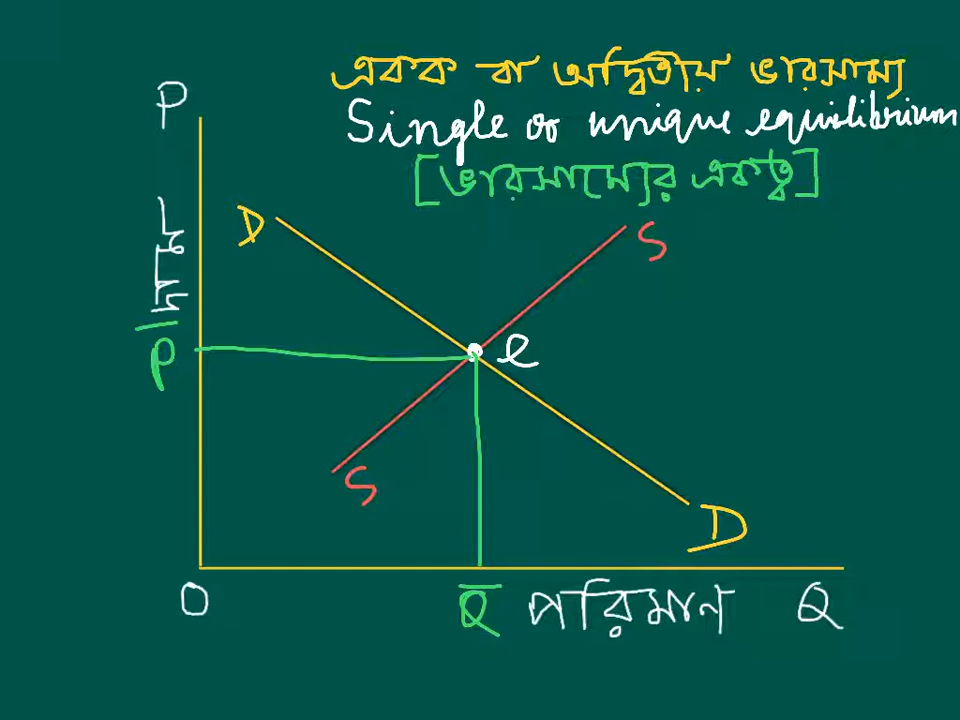 একক বা অদ্বিতীয় ভারসাম্য
Single or unique equilibrium
[ভারসাম্যের একত্ব]
P
দাম
D
S
P̅
e
S
D
O
Q̅
পরিমাণ
Q